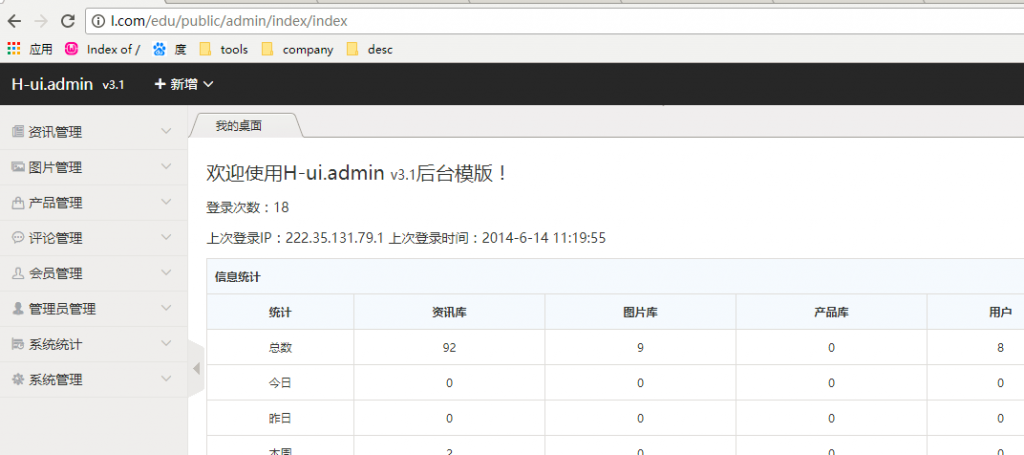 l.com/edu/public/admin/index/index
应用 Index of / 度 tools company desc
H-ui.admin v3.1 新增
资讯管理
图片管理
产品管理
评论管理
会员管理
管理员管理
系统统计
系统管理
我的桌面
欢迎使用H-ui.admin v3.1后台模版！
登录次数：18
上次登录IP：222.35.131.79.1 上次登录时间：2014-6-14 11:19:55
信息统计
统计 资讯库 图片库 产品库 用户
总数 92 9 0 8
今日 0 0 0 0
昨日 0 0 0 0
本周 2 0 0 0